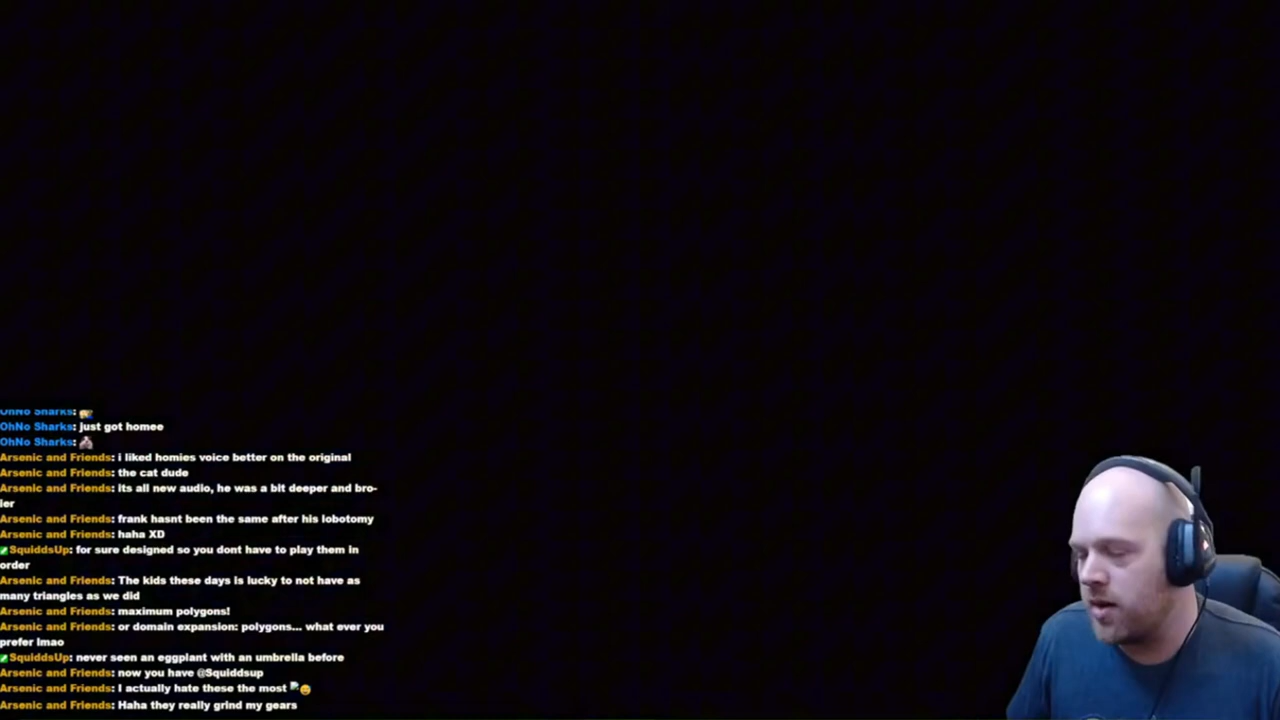 OhNo Sharks:
OhNo Sharks: just got homee
OhNo Sharks:
Arsenic and Friends: i liked homies voice better on the original
Arsenic and Friends: the cat dude
Arsenic and Friends: its all new audio, he was a bit deeper and bro-
ier
Arsenic and Friends: frank hasnt been the same after his lobotomy
Arsenic and Friends: haha XD
SquiddsUp: for sure designed so you dont have to play them in
order
Arsenic and Friends: The kids these days is lucky to not have as
many triangles as we did
Arsenic and Friends: maximum polygons!
Arsenic and Friends: or domain expansion: polygons... what ever you
prefer lmao
SquiddsUp: never seen an eggplant with an umbrella before
Arsenic and Friends: now you have @Squiddsup
Arsenic and Friends: I actually hate these the most
Arsenic and Friends: Haha they really grind my gears